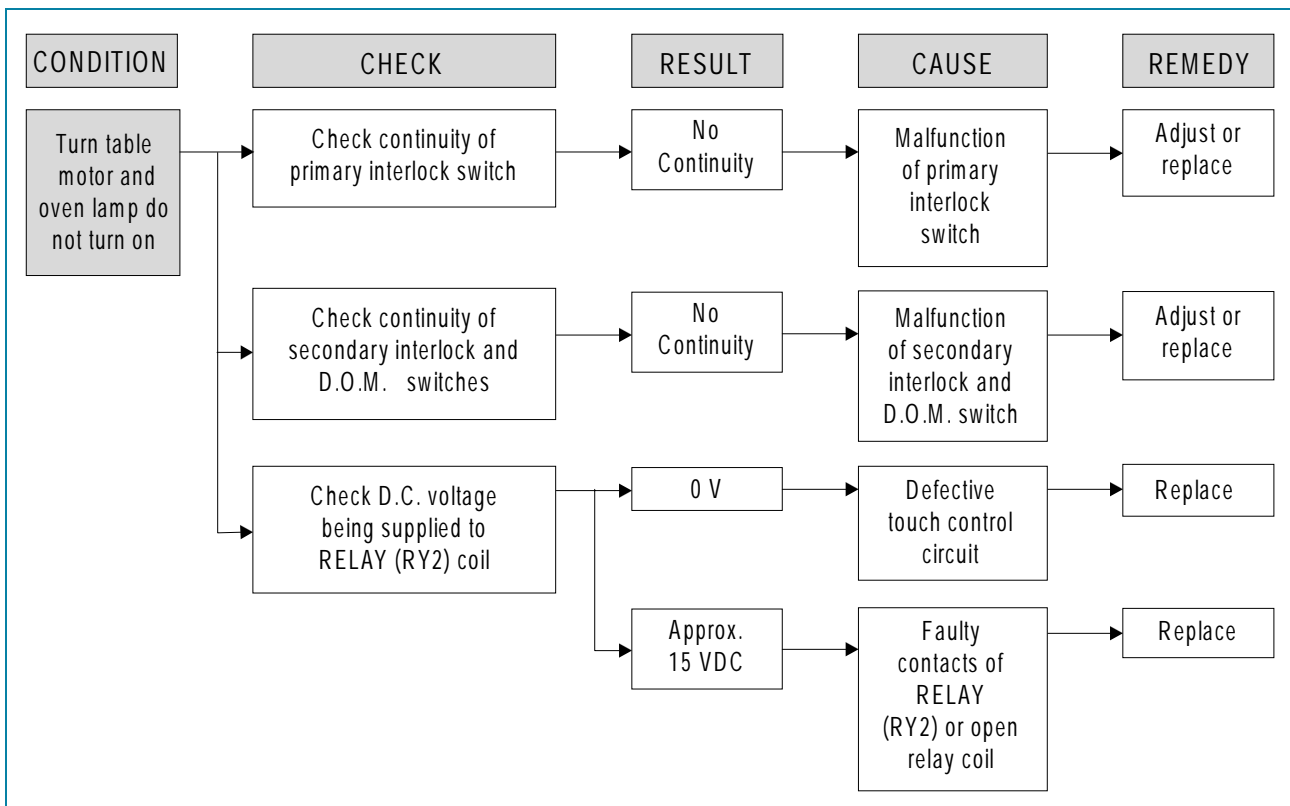 CONDITION
CHECK
RESULT
CAUSE
REMEDY
Turn table
motor and
oven lamp do
not turn on
Check continuity of
primary interlock switch
No
Continuity
Malfunction
of primary
interlock
switch
Adjust or
replace
Check continuity of
secondary interlock and
D.O.M. switches
No
Continuity
Malfunction
of secondary
interlock and
D.O.M. switch
Adjust or
replace
Check D.C. voltage
being supplied to
RELAY (RY2) coil
0 V
Defective
touch control
circuit
Replace
Approx.
15 VDC
Faulty
contacts of
RELAY
(RY2) or open
relay coil
Replace